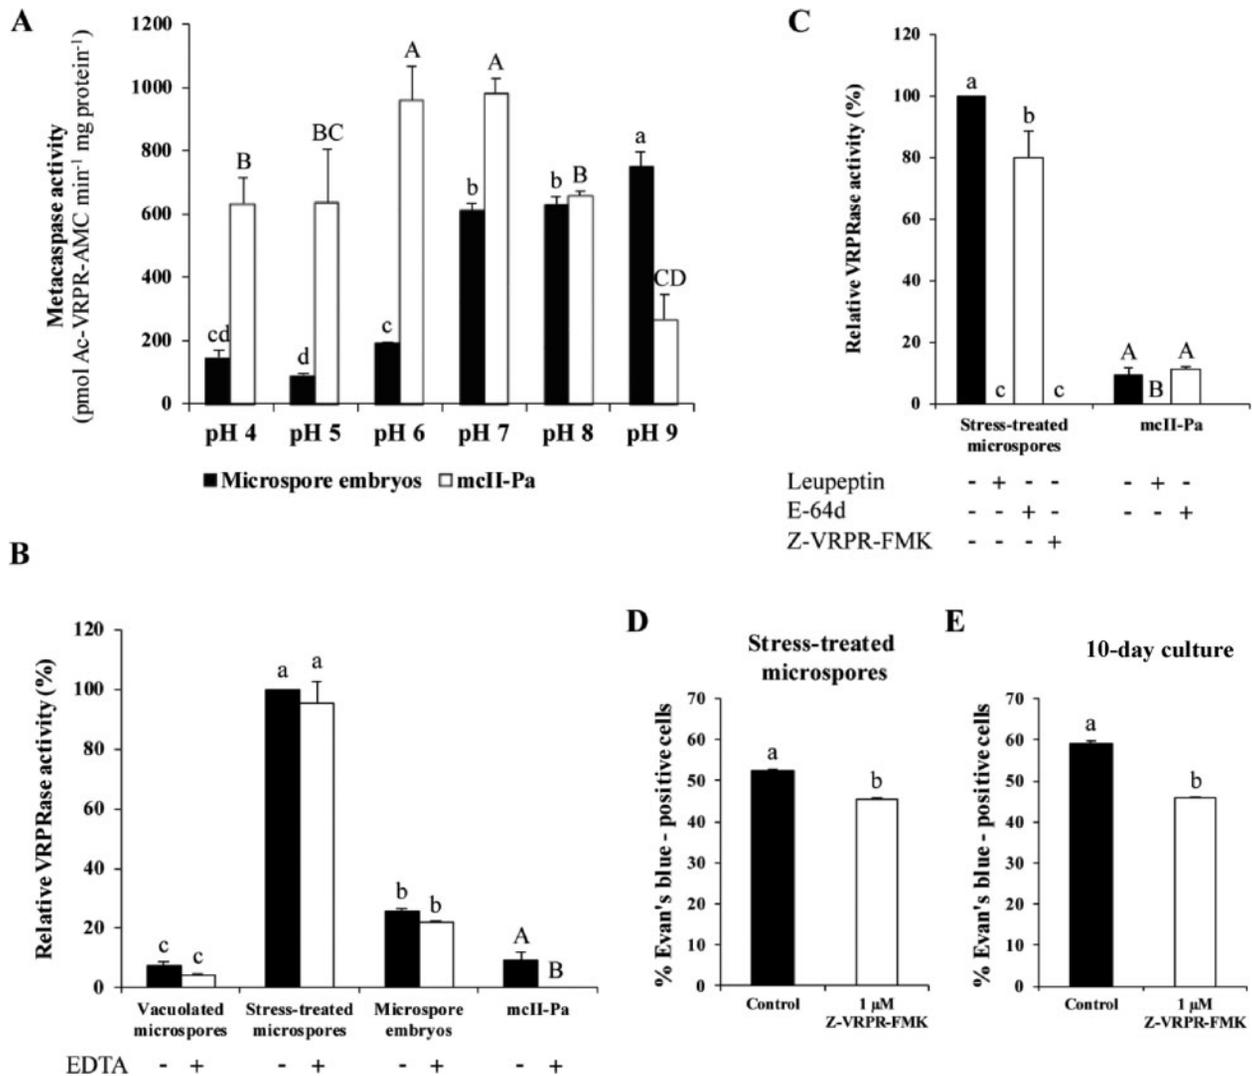 A
Metacaspase activity
(pmol Ac-VRPR-AMC min⁻¹ mg protein⁻¹)
1200
1000
800
600
400
200
0
cd
B
d
BC
c
A
b
A
b
B
a
CD
pH 4 pH 5 pH 6 pH 7 pH 8 pH 9
Microspore embryos mcII-Pa
C
Relative VRPRase activity (%)
120
100
80
60
40
20
0
a
c
b
c
A
B
A
Stress-treated
microspores
mcII-Pa
Leupeptin - + - - - + -
E-64d - - + - - - +
Z-VRPR-FMK - - - +
B
Relative VRPRase activity (%)
120
100
80
60
40
20
0
c
c
a
a
b
b
A
B
Vacuolated
microspores
Stress-treated
microspores
Microspore
embryos
mcII-Pa
EDTA - + - + - + - +
D
Stress-treated
microspores
% Evan's blue - positive cells
70
60
50
40
30
20
10
0
a
b
Control
1 µM
Z-VRPR-FMK
E
10-day culture
% Evan's blue - positive cells
70
60
50
40
30
20
10
0
a
b
Control
1 µM
Z-VRPR-FMK